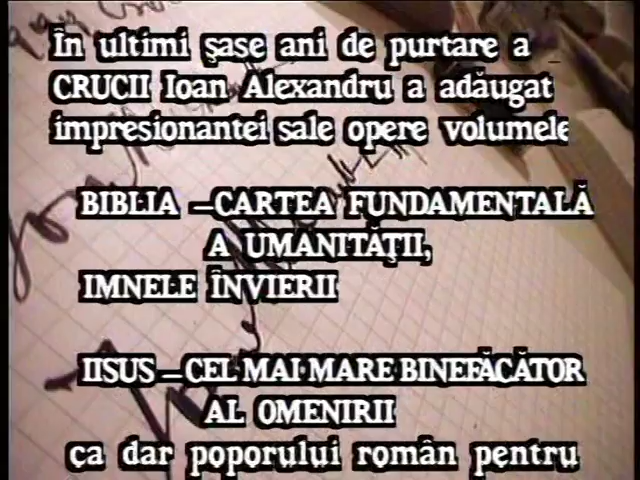 În ultimi şase ani de purtare a
CRUCII Ioan Alexandru a adăugat
impresionantei sale opere volumele
BIBLIA –CARTEA FUNDAMENTALĂ
A UMANITĂŢII,
IMNELE ÎNVIERII
IISUS –CEL MAI MARE BINEFĂCĂTOR
AL OMENIRII
ca dar poporului român pentru